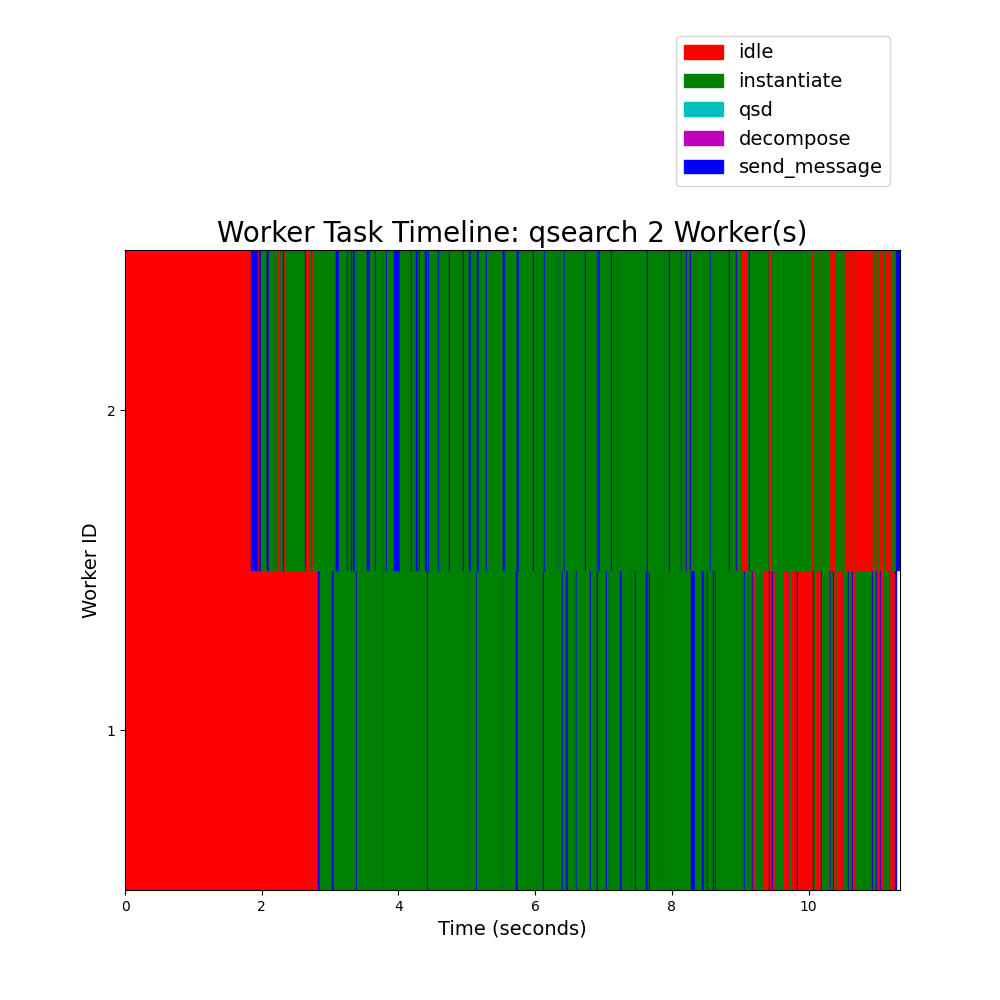 idle
instantiate
qsd
decompose
send_message
Worker Task Timeline: qsearch 2 Worker(s)
Worker ID
2
1
0 2 4 6 8 10
Time (seconds)